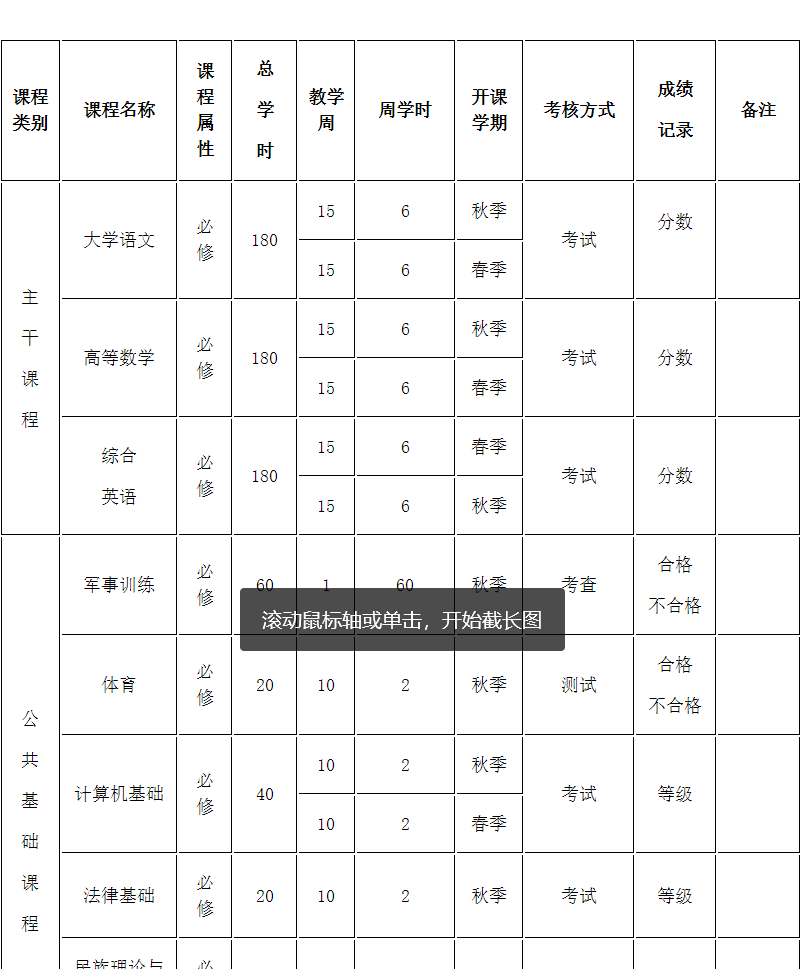 课程类别 课程名称 课程属性 总学时 教学周 周学时 开课学期 考核方式 成绩记录 备注
主干课程
大学语文 必修 180 15 6 秋季 考试 分数
15 6 春季
高等数学 必修 180 15 6 秋季 考试 分数
15 6 春季
综合英语 必修 180 15 6 春季 考试 分数
15 6 秋季
公共基础课程
军事训练 必修 60 1 60 秋季 考查 合格 不合格
滚动鼠标轴或单击，开始截长图
体育 必修 20 10 2 秋季 测试 合格 不合格
计算机基础 必修 40 10 2 秋季 考试 等级
10 2 春季
法律基础 必修 20 10 2 秋季 考试 等级
民族理论与 必